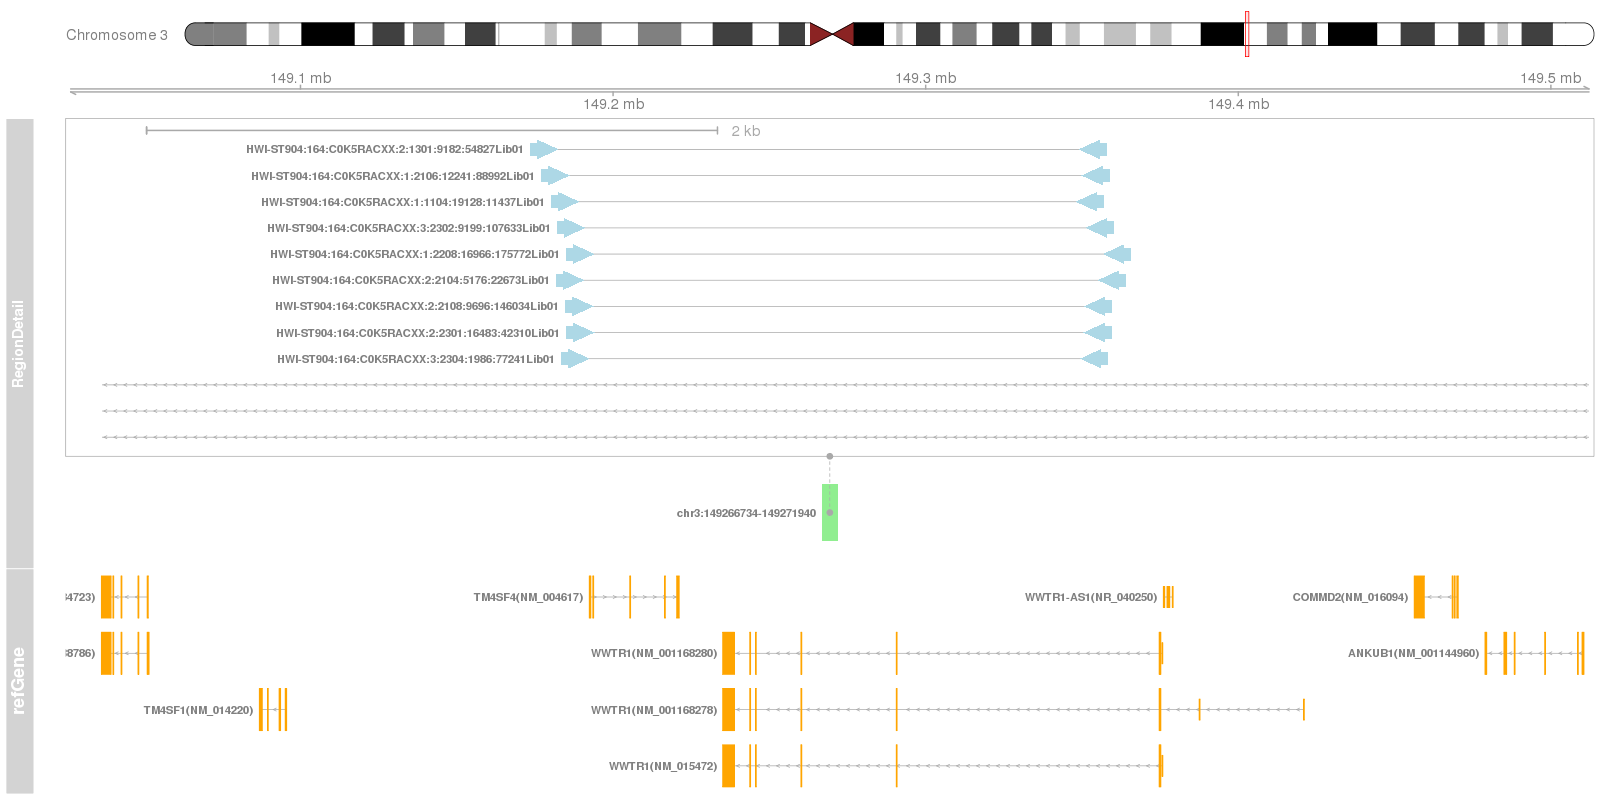 Chromosome 3
149.1 mb
149.3 mb
149.5 mb
149.2 mb
149.4 mb
2 kb
HWI-ST904:164:C0K5RACXX:2:1301:9182:54827Lib01
HWI-ST904:164:C0K5RACXX:1:2106:12241:88992Lib01
HWI-ST904:164:C0K5RACXX:1:1104:19128:11437Lib01
HWI-ST904:164:C0K5RACXX:3:2302:9199:107633Lib01
HWI-ST904:164:C0K5RACXX:1:2208:16966:175772Lib01
HWI-ST904:164:C0K5RACXX:2:2104:5176:22673Lib01
HWI-ST904:164:C0K5RACXX:2:2108:9696:146034Lib01
HWI-ST904:164:C0K5RACXX:2:2301:16483:42310Lib01
HWI-ST904:164:C0K5RACXX:3:2304:1986:77241Lib01
RegionDetail
chr3:149266734-149271940
refGene
4723)
TM4SF4(NM_004617)
WWTR1-AS1(NR_040250)
COMMD2(NM_016094)
8786)
WWTR1(NM_001168280)
ANKUB1(NM_001144960)
TM4SF1(NM_014220)
WWTR1(NM_001168278)
WWTR1(NM_015472)